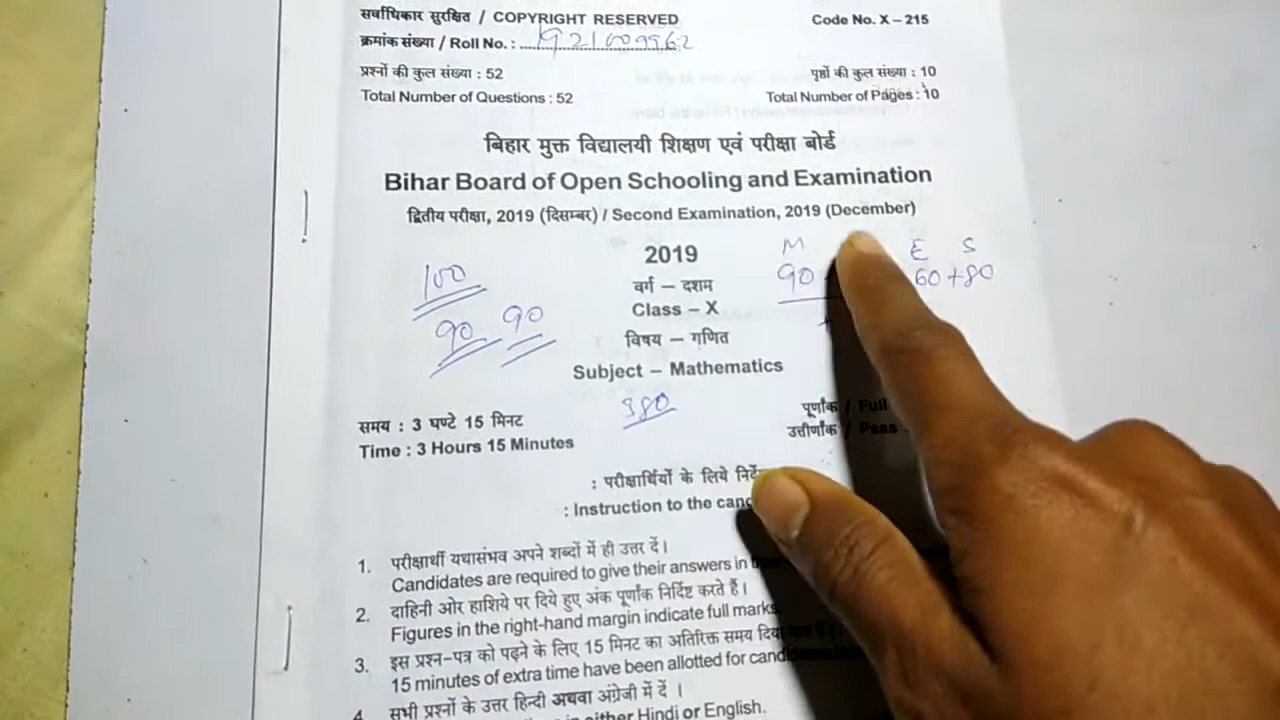 सर्वाधिकार सुरक्षित / COPYRIGHT RESERVED
Code No. X – 215
क्रमांक संख्या / Roll No. : 921009962
प्रश्नों की कुल संख्या : 52
पृष्ठों की कुल संख्या : 10
Total Number of Questions : 52
Total Number of Pages : 10
बिहार मुक्त विद्यालयी शिक्षण एवं परीक्षा बोर्ड
Bihar Board of Open Schooling and Examination
द्वितीय परीक्षा, 2019 (दिसम्बर) / Second Examination, 2019 (December)
M E S
2019
100
90 60+80
वर्ग – दशम
Class – X
90 90
विषय – गणित
Subject – Mathematics
380
समय : 3 घण्टे 15 मिनट
पूर्णांक / Full
Time : 3 Hours 15 Minutes
उत्तीर्णांक / Pass
: परीक्षार्थियों के लिये
: Instruction to the
1. परीक्षार्थी यथासंभव अपने शब्दों में ही उत्तर दें।
Candidates are required to give their answers in
2. दाहिनी ओर हाशिये पर दिये हुए अंक पूर्णांक निर्दिष्ट करते हैं।
Figures in the right-hand margin indicate full marks
3. इस प्रश्न-पत्र को पढ़ने के लिए 15 मिनट का अतिरिक्त समय
15 minutes of extra time have been allotted for
4. सभी प्रश्नों के उत्तर हिन्दी अथवा अंग्रेजी में दें ।
in either Hindi or English.